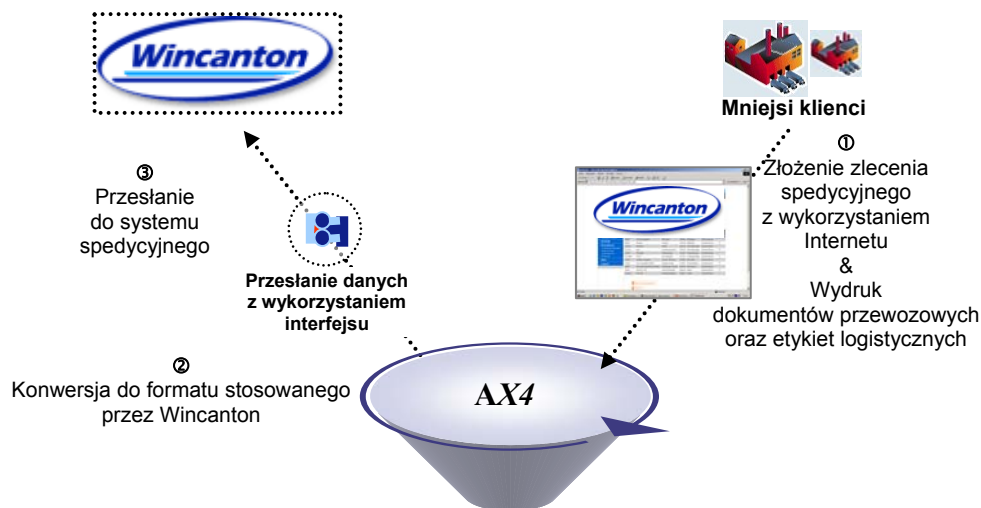 Wincanton
Mniejsi klienci
①
Złożenie zlecenia
spedycyjnego
z wykorzystaniem
Internetu
&
Wydruk
dokumentów przewozowych
oraz etykiet logistycznych
Wincanton
③
Przesłanie
do systemu
spedycyjnego
Przesłanie danych
z wykorzystaniem
interfejsu
②
Konwersja do formatu stosowanego
przez Wincanton
AX4